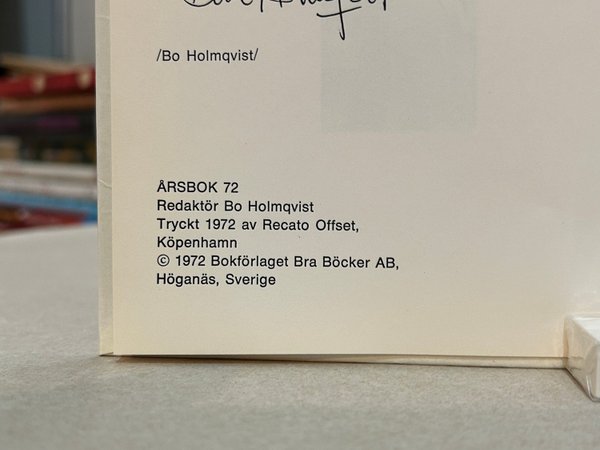 /Bo Holmqvist/
ÅRSBOK 72
Redaktör Bo Holmqvist
Tryckt 1972 av Recato Offset,
Köpenhamn
© 1972 Bokförlaget Bra Böcker AB,
Höganäs, Sverige